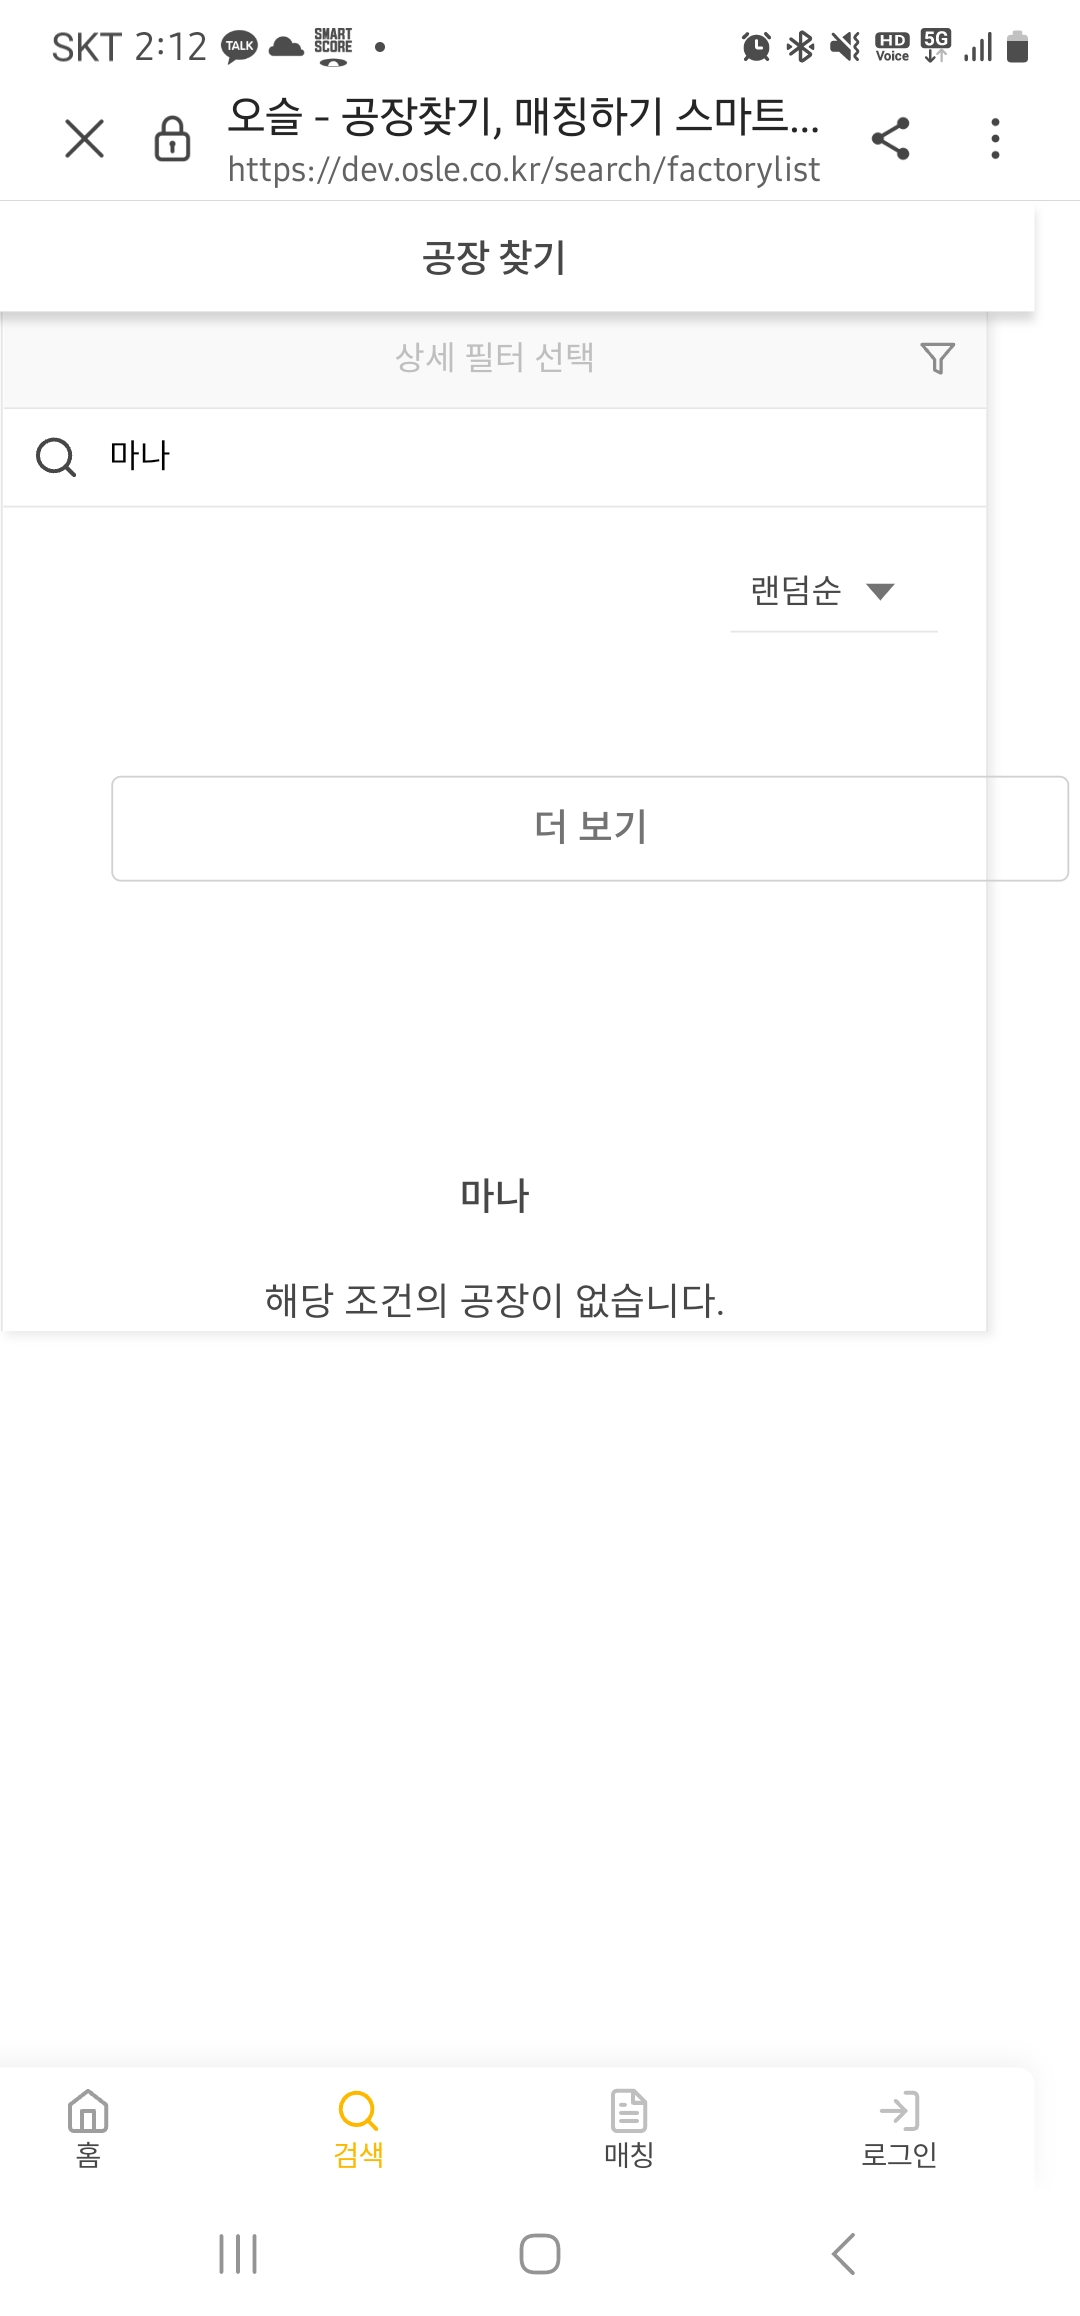 SKT 2:12 TALK SMART SCORE HD Voice 5G
오슬 - 공장찾기, 매칭하기 스마트...
https://dev.osle.co.kr/search/factorylist
공장 찾기
상세 필터 선택
마나
랜덤순
더 보기
마나
해당 조건의 공장이 없습니다.
홈 검색 매칭 로그인